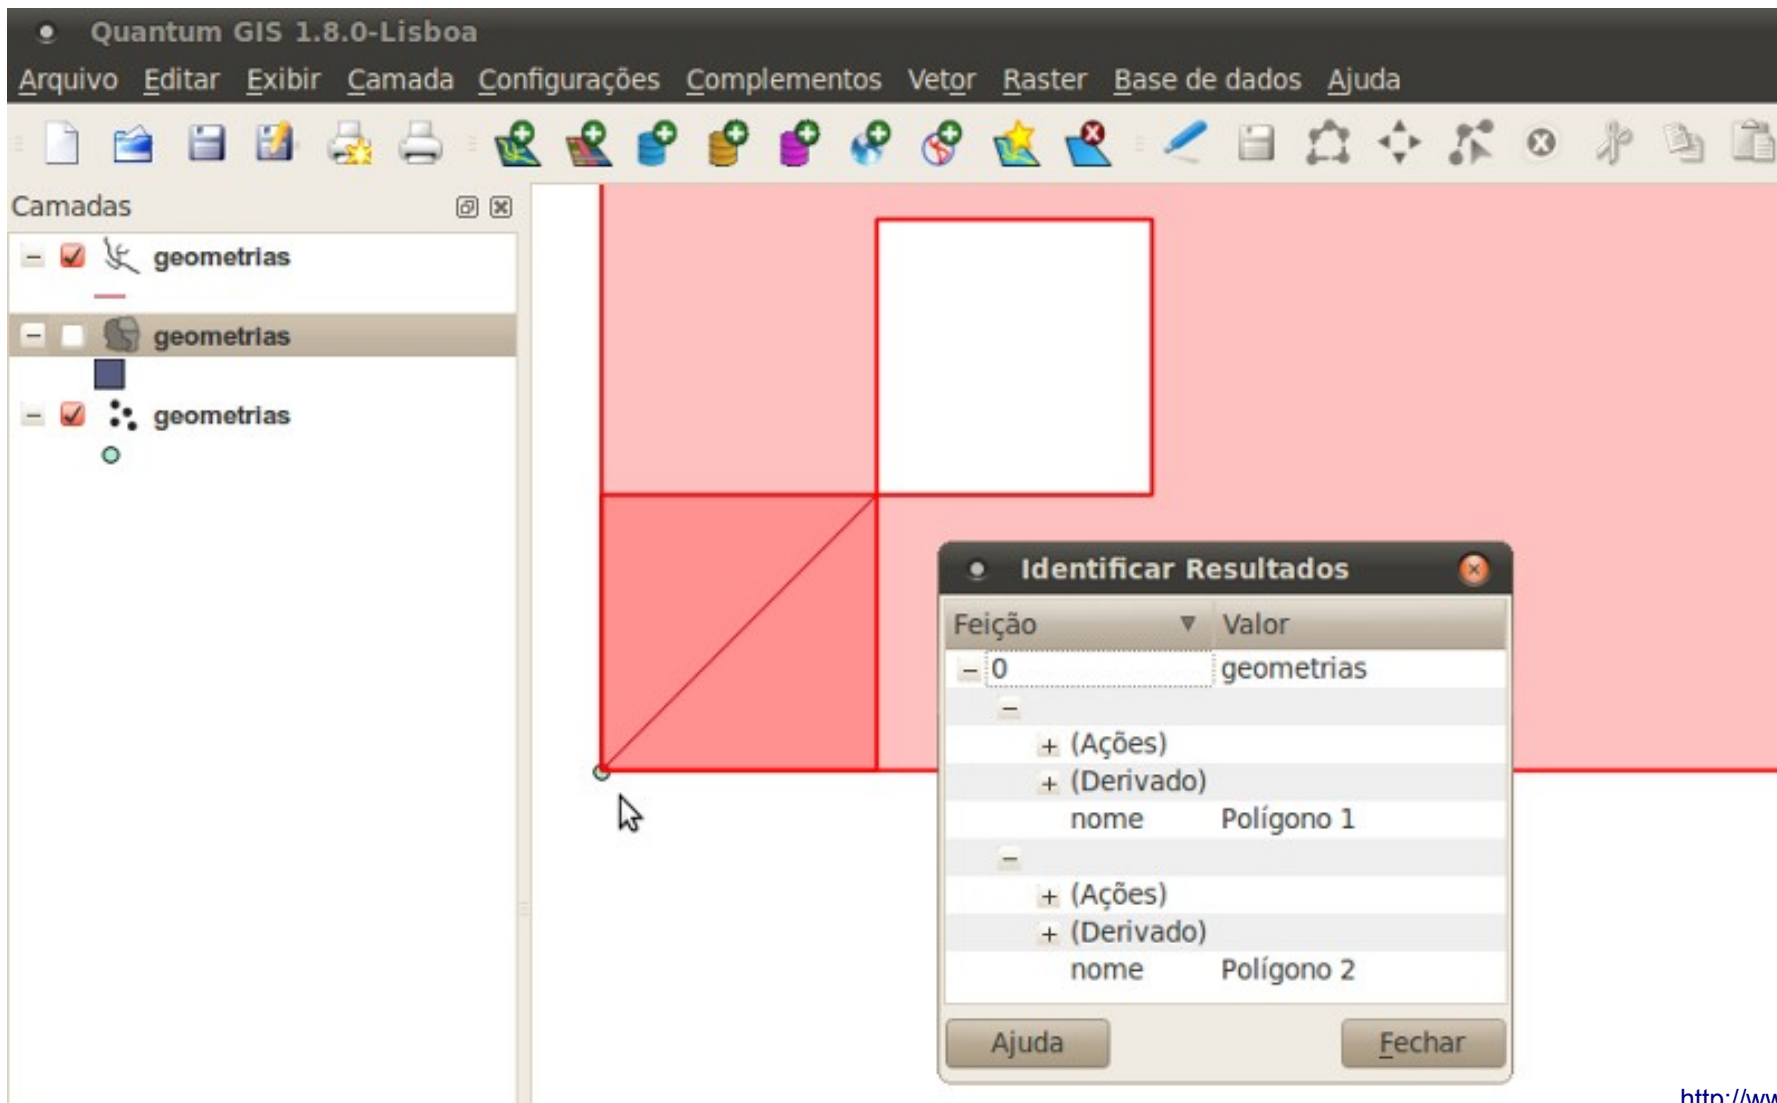 Quantum GIS 1.8.0-Lisboa
Arquivo Editar Exibir Camada Configurações Complementos Vetor Raster Base de dados Ajuda
Camadas
geometrias
geometrias
geometrias
Identificar Resultados
Feição Valor
0 geometrias
(Ações)
(Derivado)
nome Polígono 1
(Ações)
(Derivado)
nome Polígono 2
Ajuda Fechar